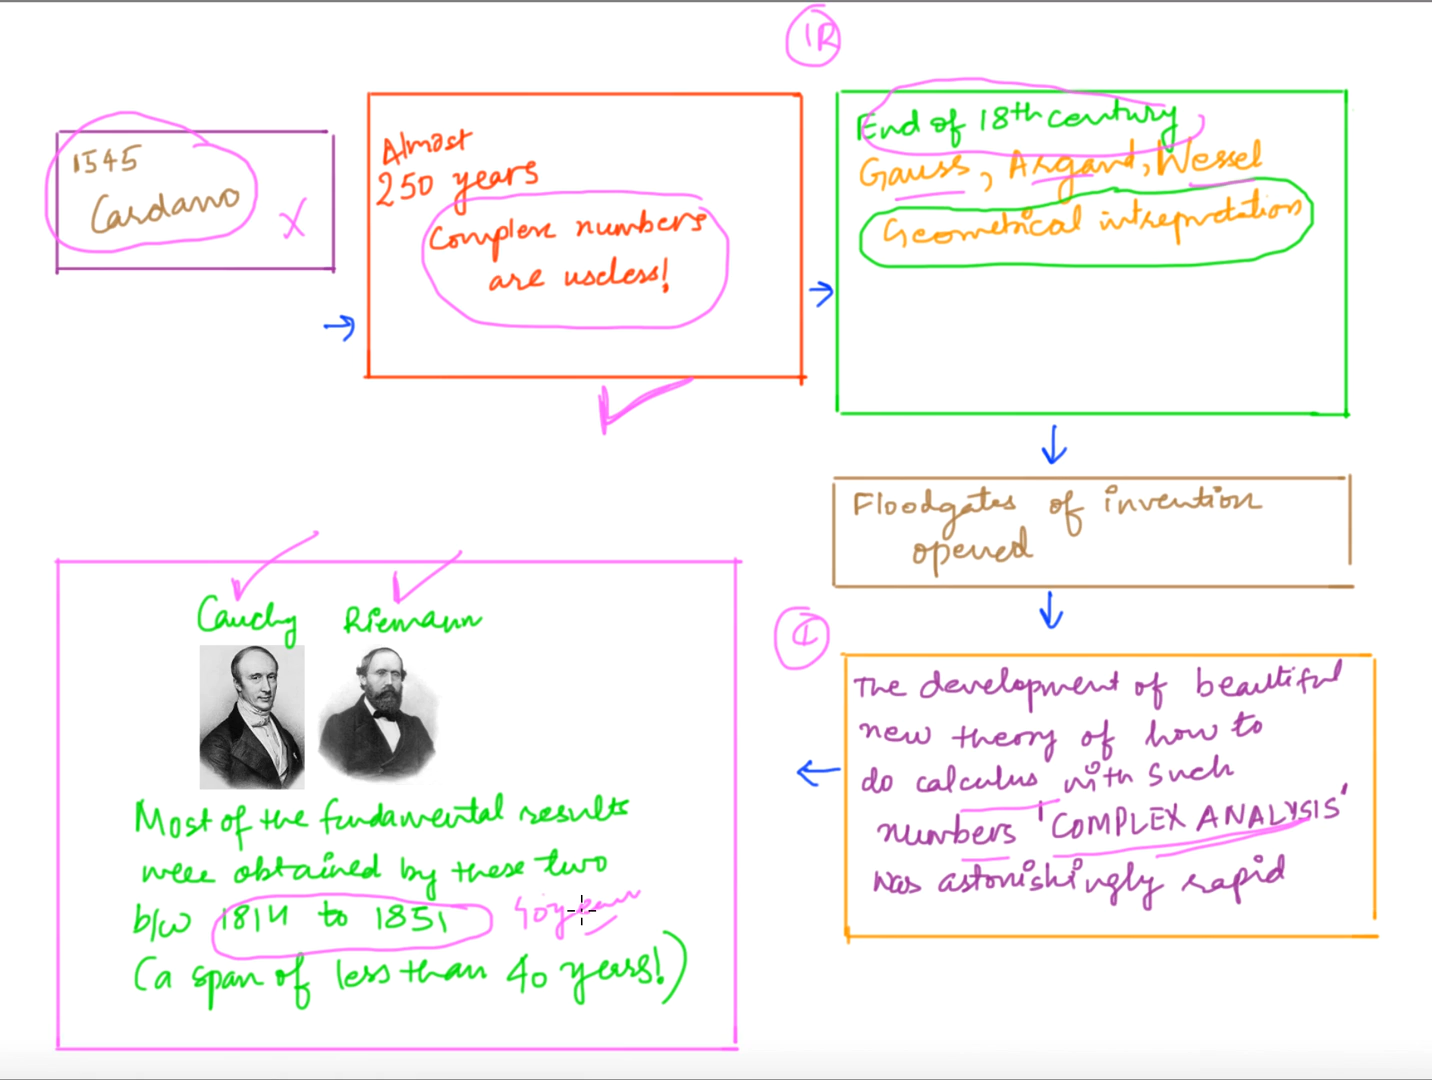 ℝ
1545
Cardano
X
Almost
250 years
Complex numbers
are useless!
End of 18th century
Gauss, Argand, Wessel
Geometrical intrepretation
Floodgates of invention
opened
ℂ
The development of beautiful
new theory of how to
do calculus with such
numbers 'COMPLEX ANALYSIS'
was astonishingly rapid
Cauchy Riemann
Most of the fundamental results
were obtained by these two
b/w 1814 to 1851 40 years
(a span of less than 40 years!)